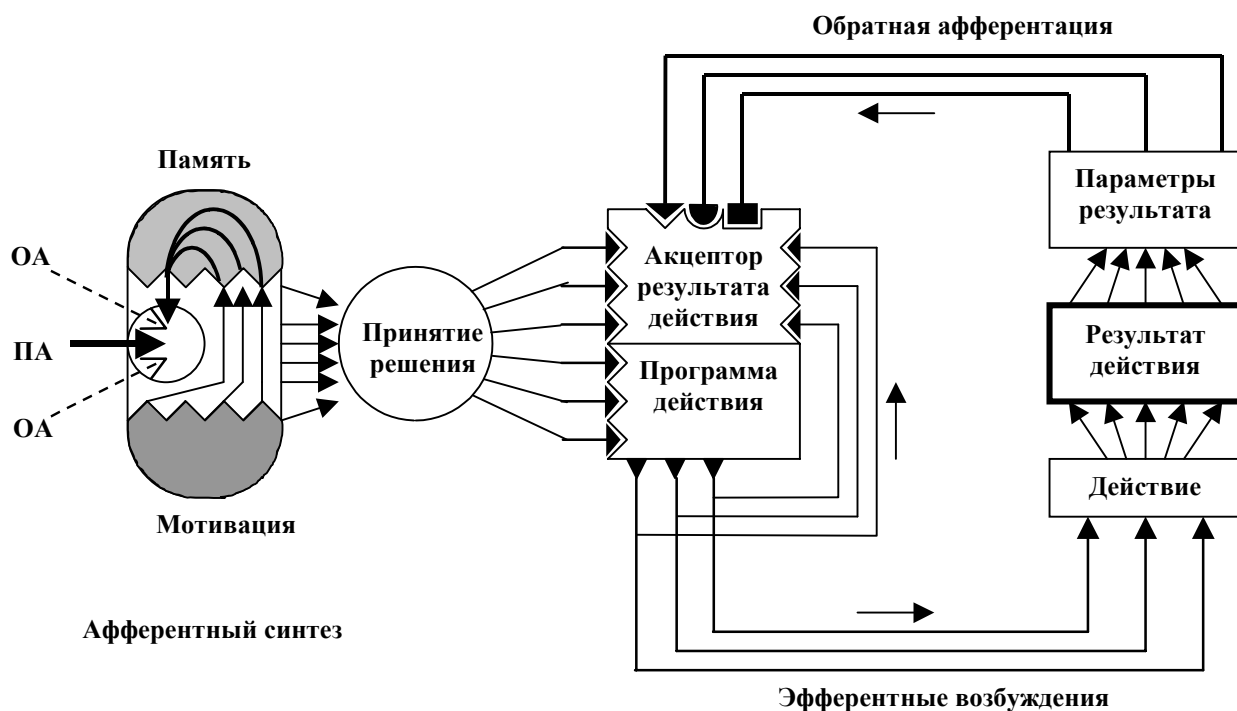 Обратная афферентация
Память
Параметры
результата
ОА
ПА
ОА
Принятие
решения
Акцептор
результата
действия
Программа
действия
Результат
действия
Действие
Мотивация
Афферентный синтез
Эфферентные возбуждения